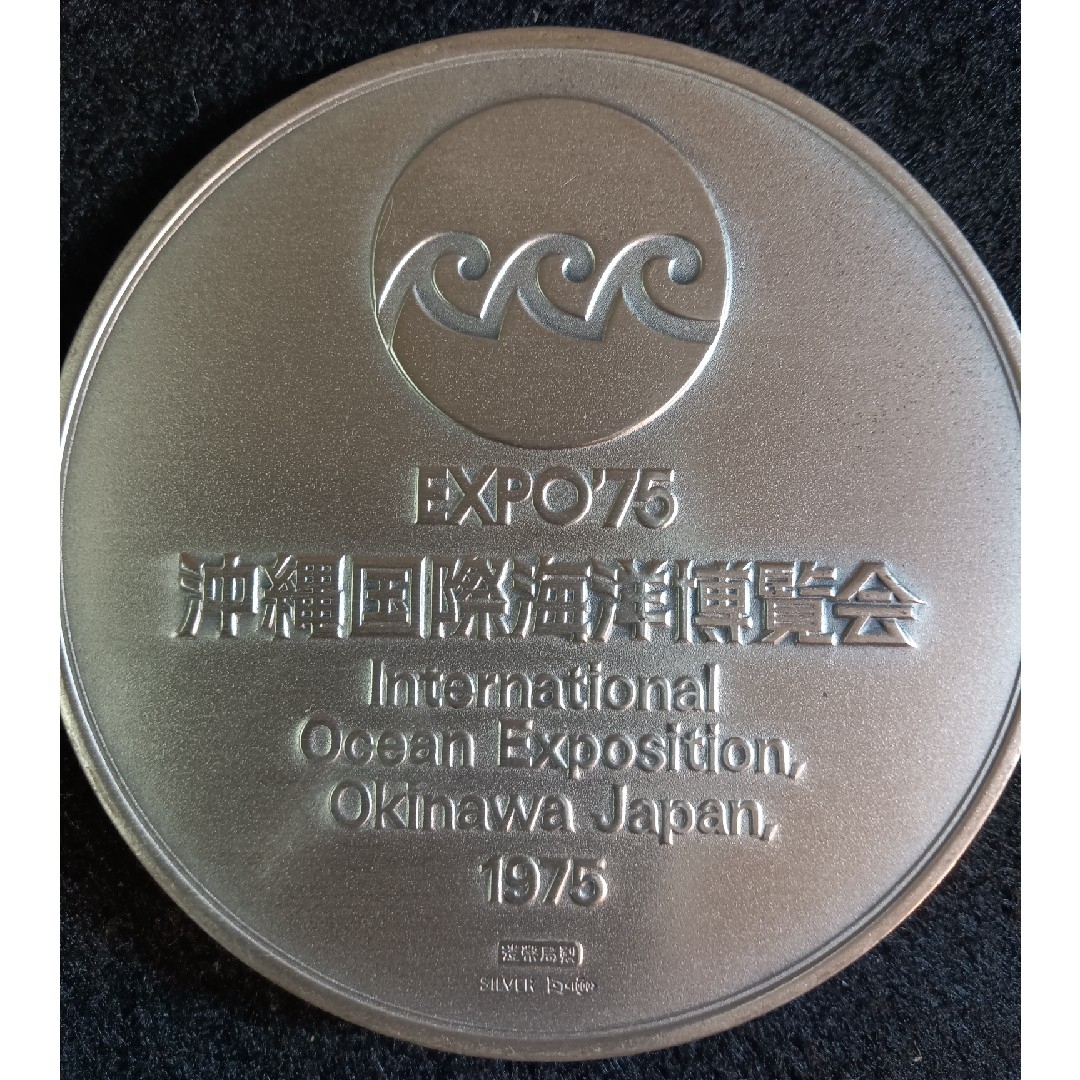 EXPO'75
沖縄国際海洋博覧会
International
Ocean Exposition,
Okinawa Japan,
1975
造幣局製
SILVER